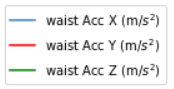 waist Acc X (m/s²)
waist Acc Y (m/s²)
waist Acc Z (m/s²)